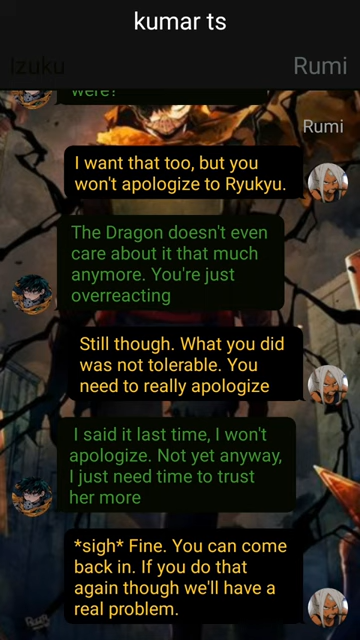 kumar ts
Izuku
Rumi
were?
Rumi
I want that too, but you
won't apologize to Ryukyu.
The Dragon doesn't even
care about it that much
anymore. You're just
overreacting
Still though. What you did
was not tolerable. You
need to really apologize
I said it last time, I won't
apologize. Not yet anyway,
I just need time to trust
her more
*sigh* Fine. You can come
back in. If you do that
again though we'll have a
real problem.